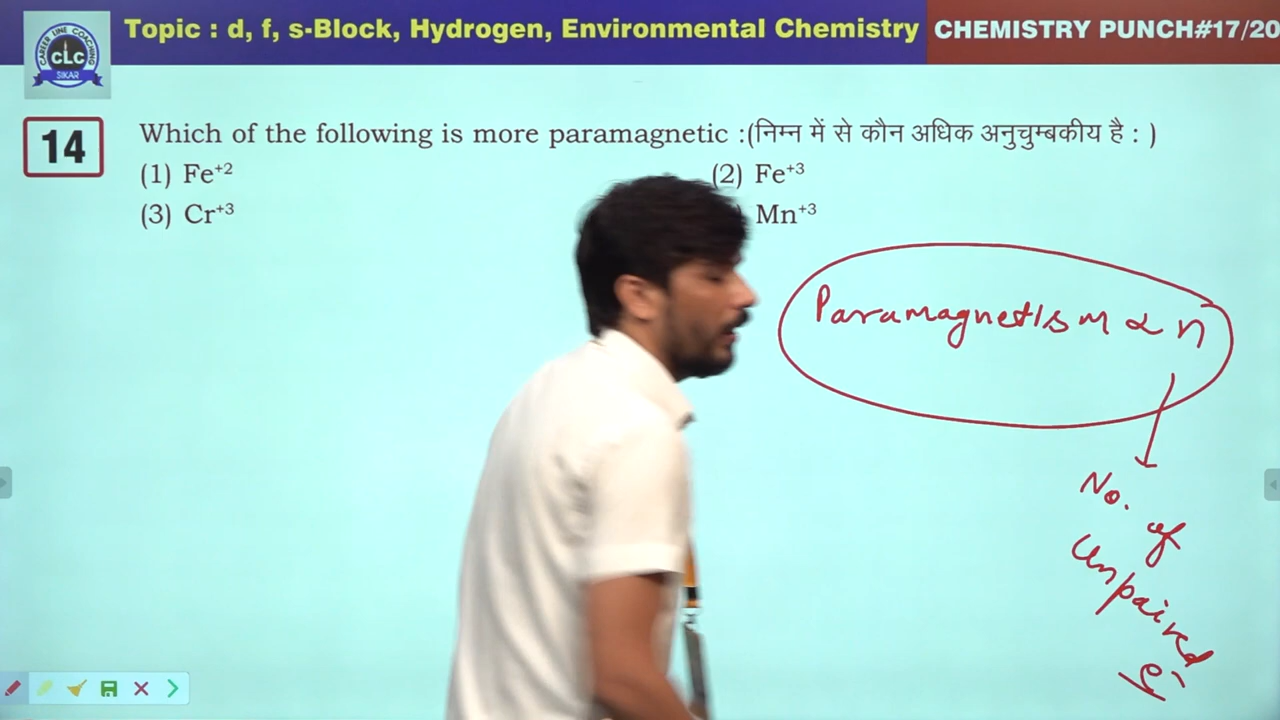 Topic : d, f, s-Block, Hydrogen, Environmental Chemistry
CHEMISTRY PUNCH#17/20
CAREER LINE COACHING
CLC
SIKAR
14
Which of the following is more paramagnetic :(निम्न में से कौन अधिक अनुचुम्बकीय है : )
(1) Fe⁺² (2) Fe⁺³
(3) Cr⁺³ Mn⁺³
Paramagnetism ∝ n
No. of
Unpaired
e⁻